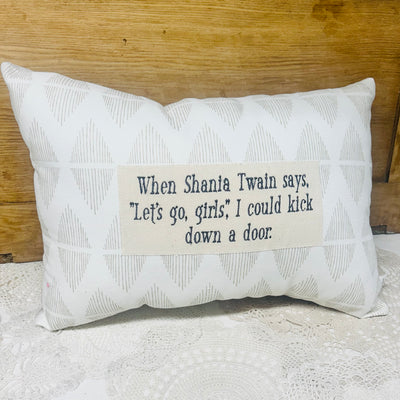 When Shania Twain says,
"Let's go, girls", I could kick
down a door.